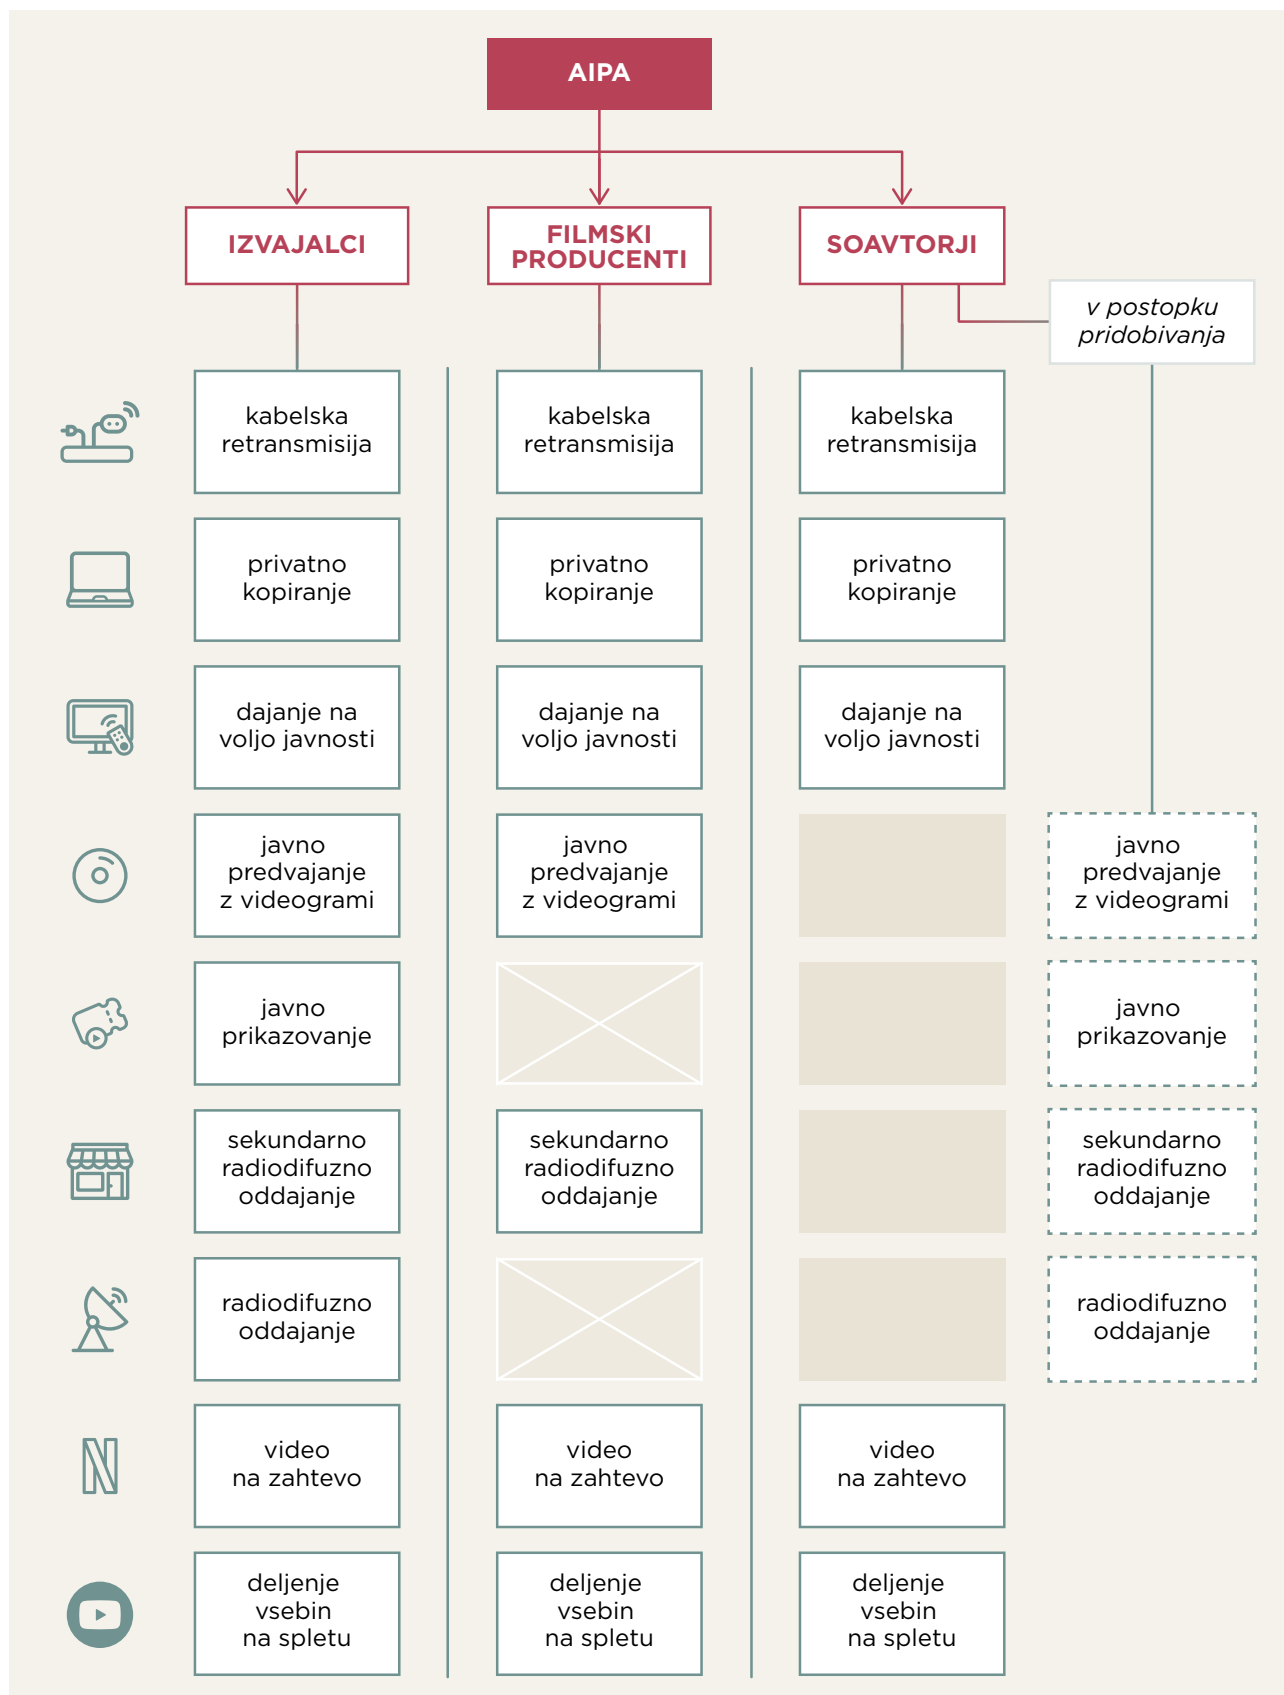 AIPA
IZVAJALCI
FILMSKI
PRODUCENTI
SOAVTORJI
v postopku
pridobivanja
kabelska
retransmisija
kabelska
retransmisija
kabelska
retransmisija
privatno
kopiranje
privatno
kopiranje
privatno
kopiranje
dajanje na
voljo javnosti
dajanje na
voljo javnosti
dajanje na
voljo javnosti
javno
predvajanje
z videogrami
javno
predvajanje
z videogrami
javno
predvajanje
z videogrami
javno
prikazovanje
javno
prikazovanje
sekundarno
radiodifuzno
oddajanje
sekundarno
radiodifuzno
oddajanje
sekundarno
radiodifuzno
oddajanje
radiodifuzno
oddajanje
radiodifuzno
oddajanje
N
video
na zahtevo
video
na zahtevo
video
na zahtevo
deljenje
vsebin
na spletu
deljenje
vsebin
na spletu
deljenje
vsebin
na spletu